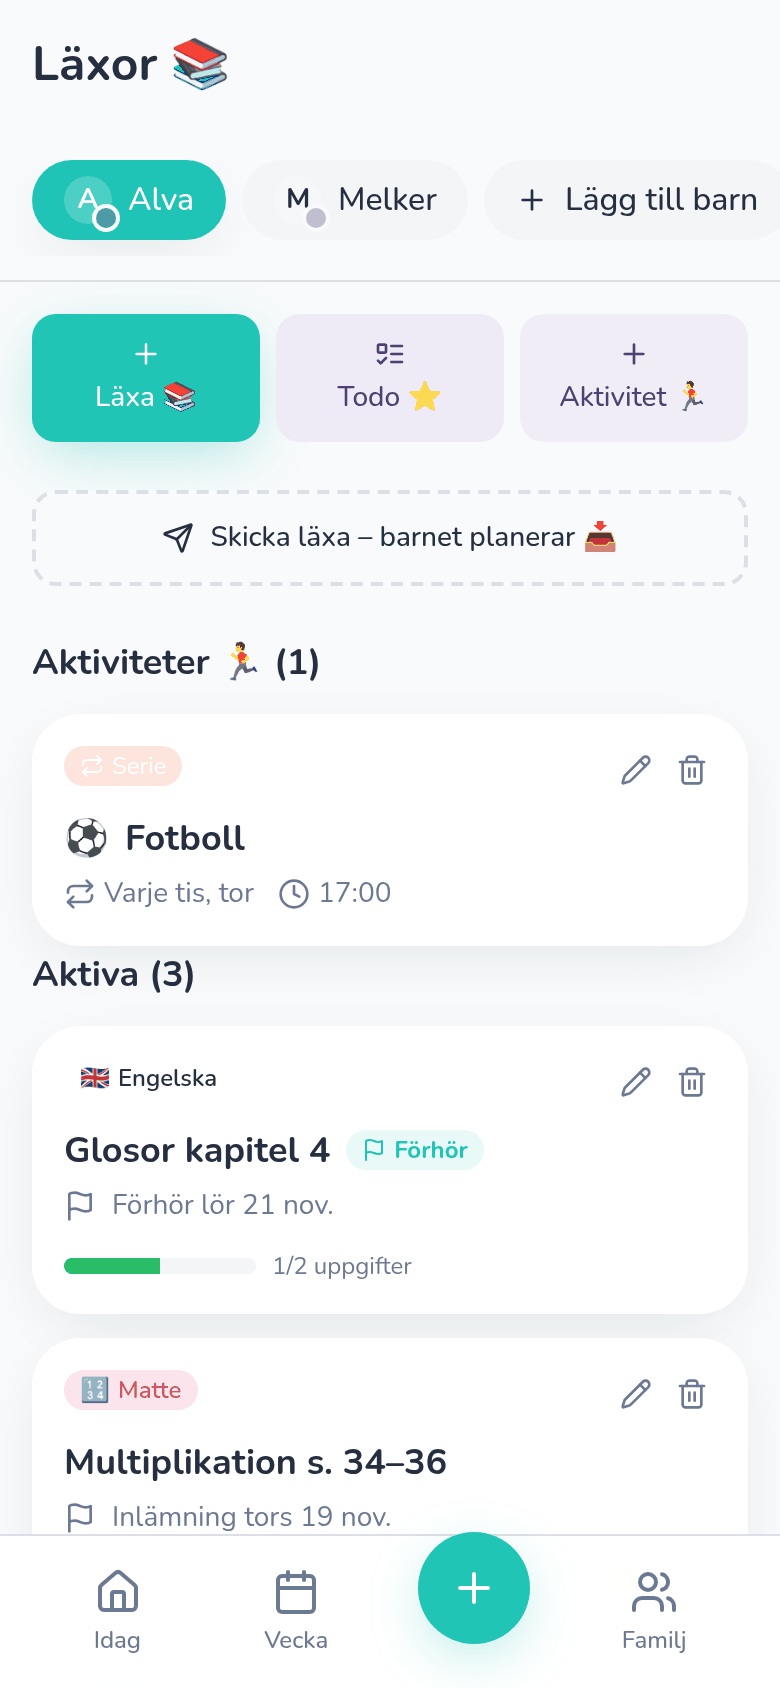 Läxor 📚
A Alva M Melker + Lägg till barn
Läxa 📚 Todo ⭐ Aktivitet 🏃
Skicka läxa – barnet planerar 📥
Aktiviteter 🏃 (1)
Serie
⚽ Fotboll
Varje tis, tor 17:00
Aktiva (3)
🇬🇧 Engelska
Glosor kapitel 4 Förhör
Förhör lör 21 nov.
1/2 uppgifter
🔢 Matte
Multiplikation s. 34–36
Inlämning tors 19 nov.
Idag Vecka Familj